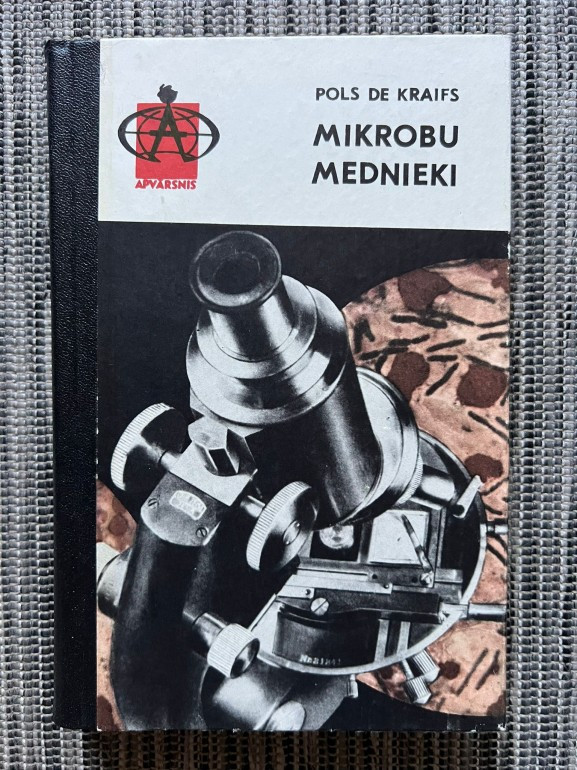 POLS DE KRAIFS
MIKROBU
MEDNIEKI
APVĀRSNIS